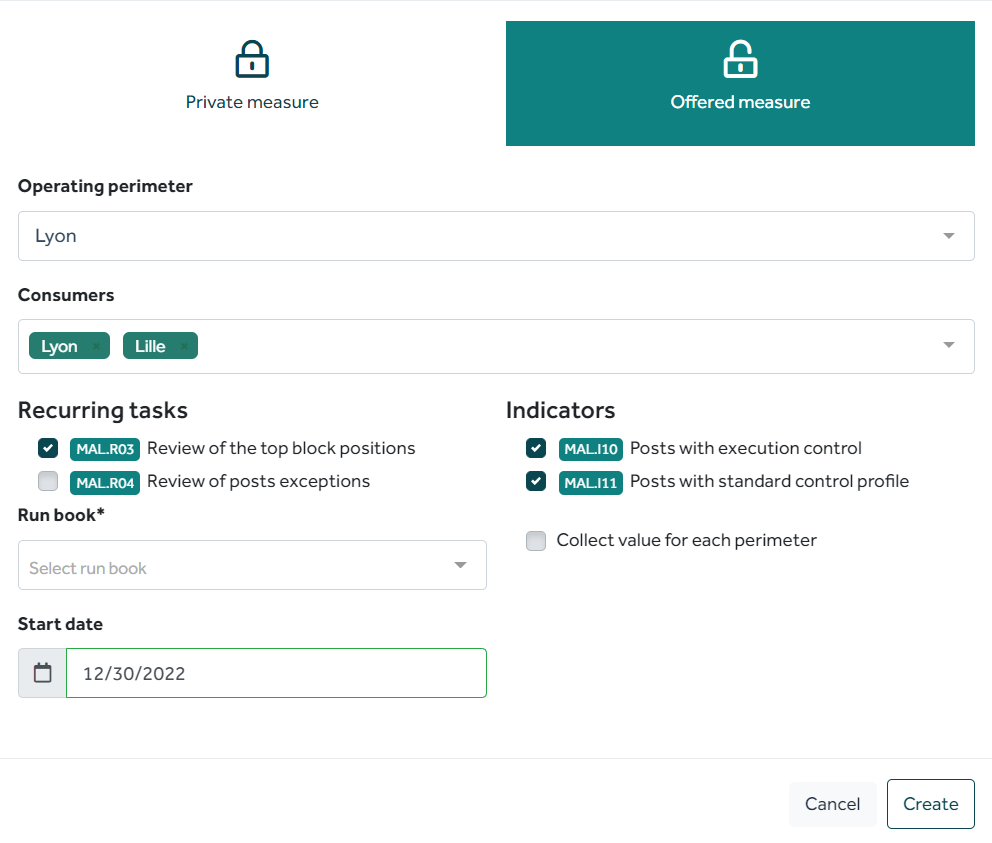 Private measure
Offered measure
Operating perimeter
Lyon
Consumers
Lyon × Lille ×
Recurring tasks
MAL.R03 Review of the top block positions
MAL.R04 Review of posts exceptions
Run book*
Select run book
Start date
12/30/2022
Indicators
MAL.I10 Posts with execution control
MAL.I11 Posts with standard control profile
Collect value for each perimeter
Cancel
Create